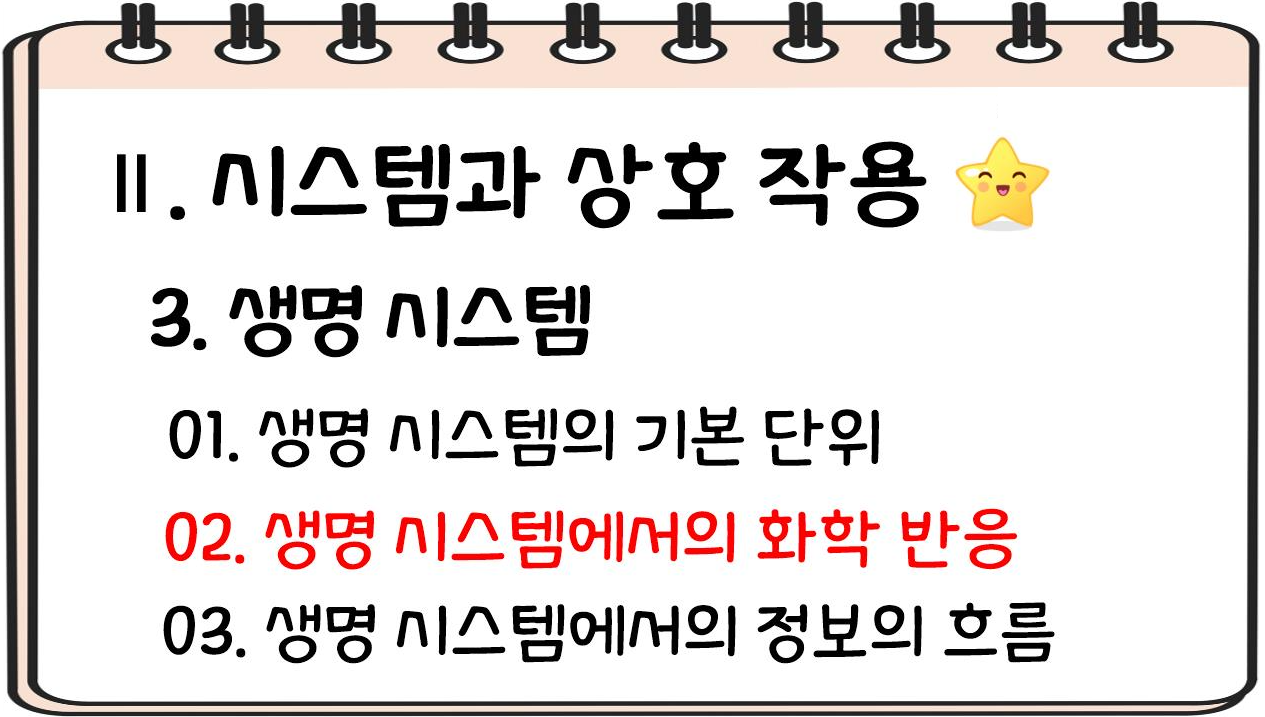 Ⅱ. 시스템과 상호 작용
3. 생명 시스템
01. 생명 시스템의 기본 단위
02. 생명 시스템에서의 화학 반응
03. 생명 시스템에서의 정보의 흐름